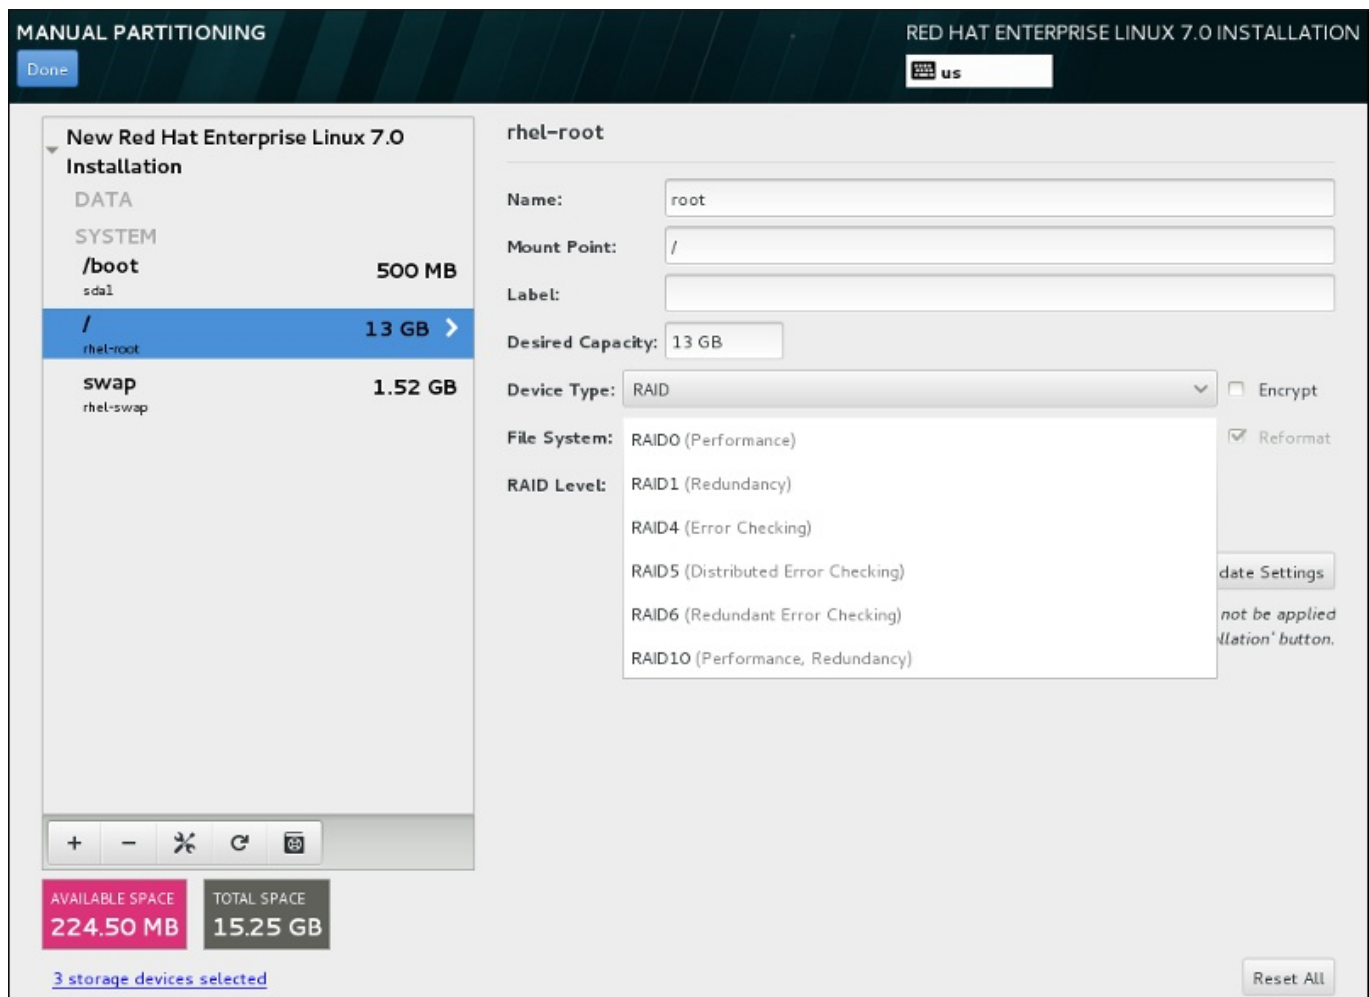 MANUAL PARTITIONING
RED HAT ENTERPRISE LINUX 7.0 INSTALLATION
Done
us
New Red Hat Enterprise Linux 7.0
Installation
DATA
SYSTEM
/boot 500 MB
sda1
/ 13 GB
rhel-root
swap 1.52 GB
rhel-swap
+ -
AVAILABLE SPACE
224.50 MB
TOTAL SPACE
15.25 GB
3 storage devices selected
rhel-root
Name: root
Mount Point: /
Label:
Desired Capacity: 13 GB
Device Type: RAID
Encrypt
File System:
Reformat
RAID Level:
RAID0 (Performance)
RAID1 (Redundancy)
RAID4 (Error Checking)
RAID5 (Distributed Error Checking)
RAID6 (Redundant Error Checking)
RAID10 (Performance, Redundancy)
date Settings
not be applied
llation' button.
Reset All